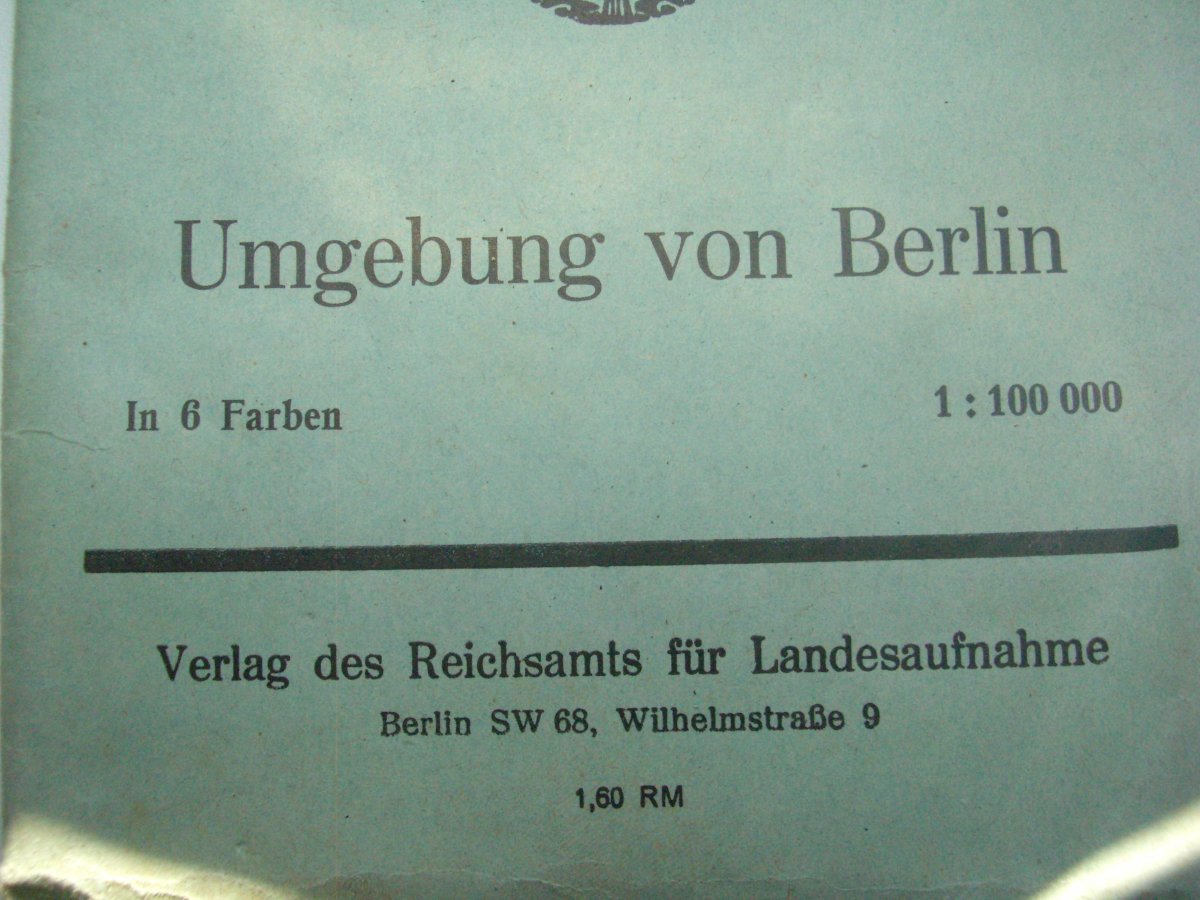 Umgebung von Berlin
In 6 Farben
1 : 100 000
Verlag des Reichsamts für Landesaufnahme
Berlin SW 68, Wilhelmstraße 9
1,60 RM